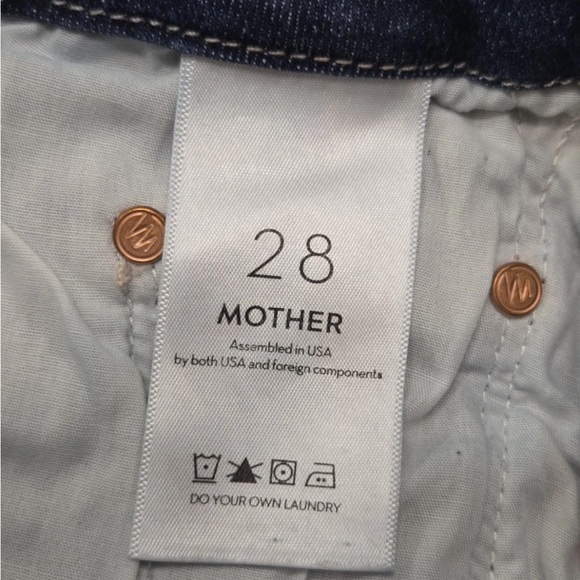 28
MOTHER
Assembled in USA
by both USA and foreign components
DO YOUR OWN LAUNDRY